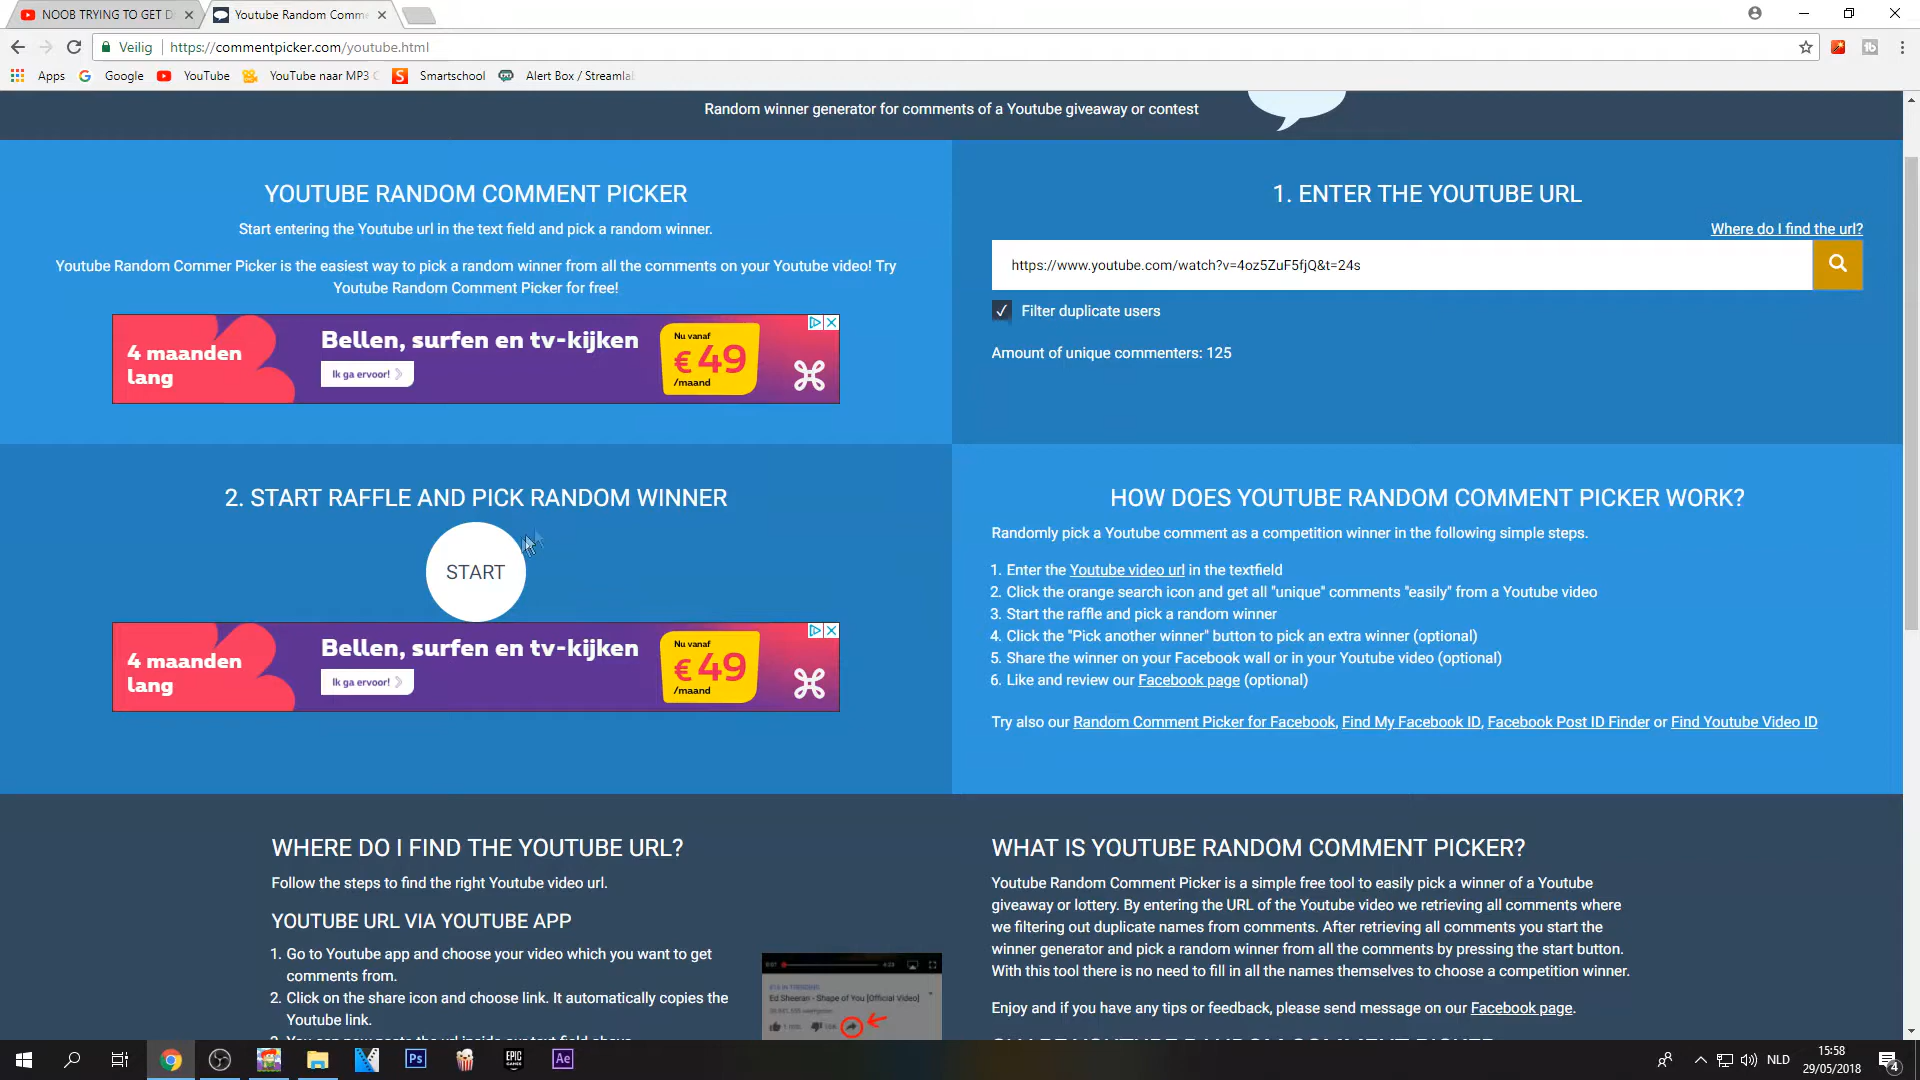 NOOB TRYING TO GET D
Youtube Random Comme
Veilig
https://commentpicker.com/youtube.html
Apps
Google
YouTube
YouTube naar MP3 C
Smartschool
Alert Box / Streamla
Random winner generator for comments of a Youtube giveaway or contest
YOUTUBE RANDOM COMMENT PICKER
Start entering the Youtube url in the text field and pick a random winner.
Youtube Random Commer Picker is the easiest way to pick a random winner from all the comments on your Youtube video! Try
Youtube Random Comment Picker for free!
4 maanden
lang
Bellen, surfen en tv-kijken
Ik ga ervoor!
Nu vanaf
€ 49
/maand
1. ENTER THE YOUTUBE URL
Where do I find the url?
https://www.youtube.com/watch?v=4oz5ZuF5fjQ&t=24s
Filter duplicate users
Amount of unique commenters: 125
2. START RAFFLE AND PICK RANDOM WINNER
START
4 maanden
lang
Bellen, surfen en tv-kijken
Ik ga ervoor!
Nu vanaf
€ 49
/maand
HOW DOES YOUTUBE RANDOM COMMENT PICKER WORK?
Randomly pick a Youtube comment as a competition winner in the following simple steps.
1. Enter the Youtube video url in the textfield
2. Click the orange search icon and get all "unique" comments "easily" from a Youtube video
3. Start the raffle and pick a random winner
4. Click the "Pick another winner" button to pick an extra winner (optional)
5. Share the winner on your Facebook wall or in your Youtube video (optional)
6. Like and review our Facebook page (optional)
Try also our Random Comment Picker for Facebook, Find My Facebook ID, Facebook Post ID Finder or Find Youtube Video ID
WHERE DO I FIND THE YOUTUBE URL?
Follow the steps to find the right Youtube video url.
YOUTUBE URL VIA YOUTUBE APP
1. Go to Youtube app and choose your video which you want to get
comments from.
2. Click on the share icon and choose link. It automatically copies the
Youtube link.
Ed Sheeran - Shape of You [Official Video]
WHAT IS YOUTUBE RANDOM COMMENT PICKER?
Youtube Random Comment Picker is a simple free tool to easily pick a winner of a Youtube
giveaway or lottery. By entering the URL of the Youtube video we retrieving all comments where
we filtering out duplicate names from comments. After retrieving all comments you start the
winner generator and pick a random winner from all the comments by pressing the start button.
With this tool there is no need to fill in all the names themselves to choose a competition winner.
Enjoy and if you have any tips or feedback, please send message on our Facebook page.
Ps
EPIC
GAMES
Ae
NLD
15:58
29/05/2018
4